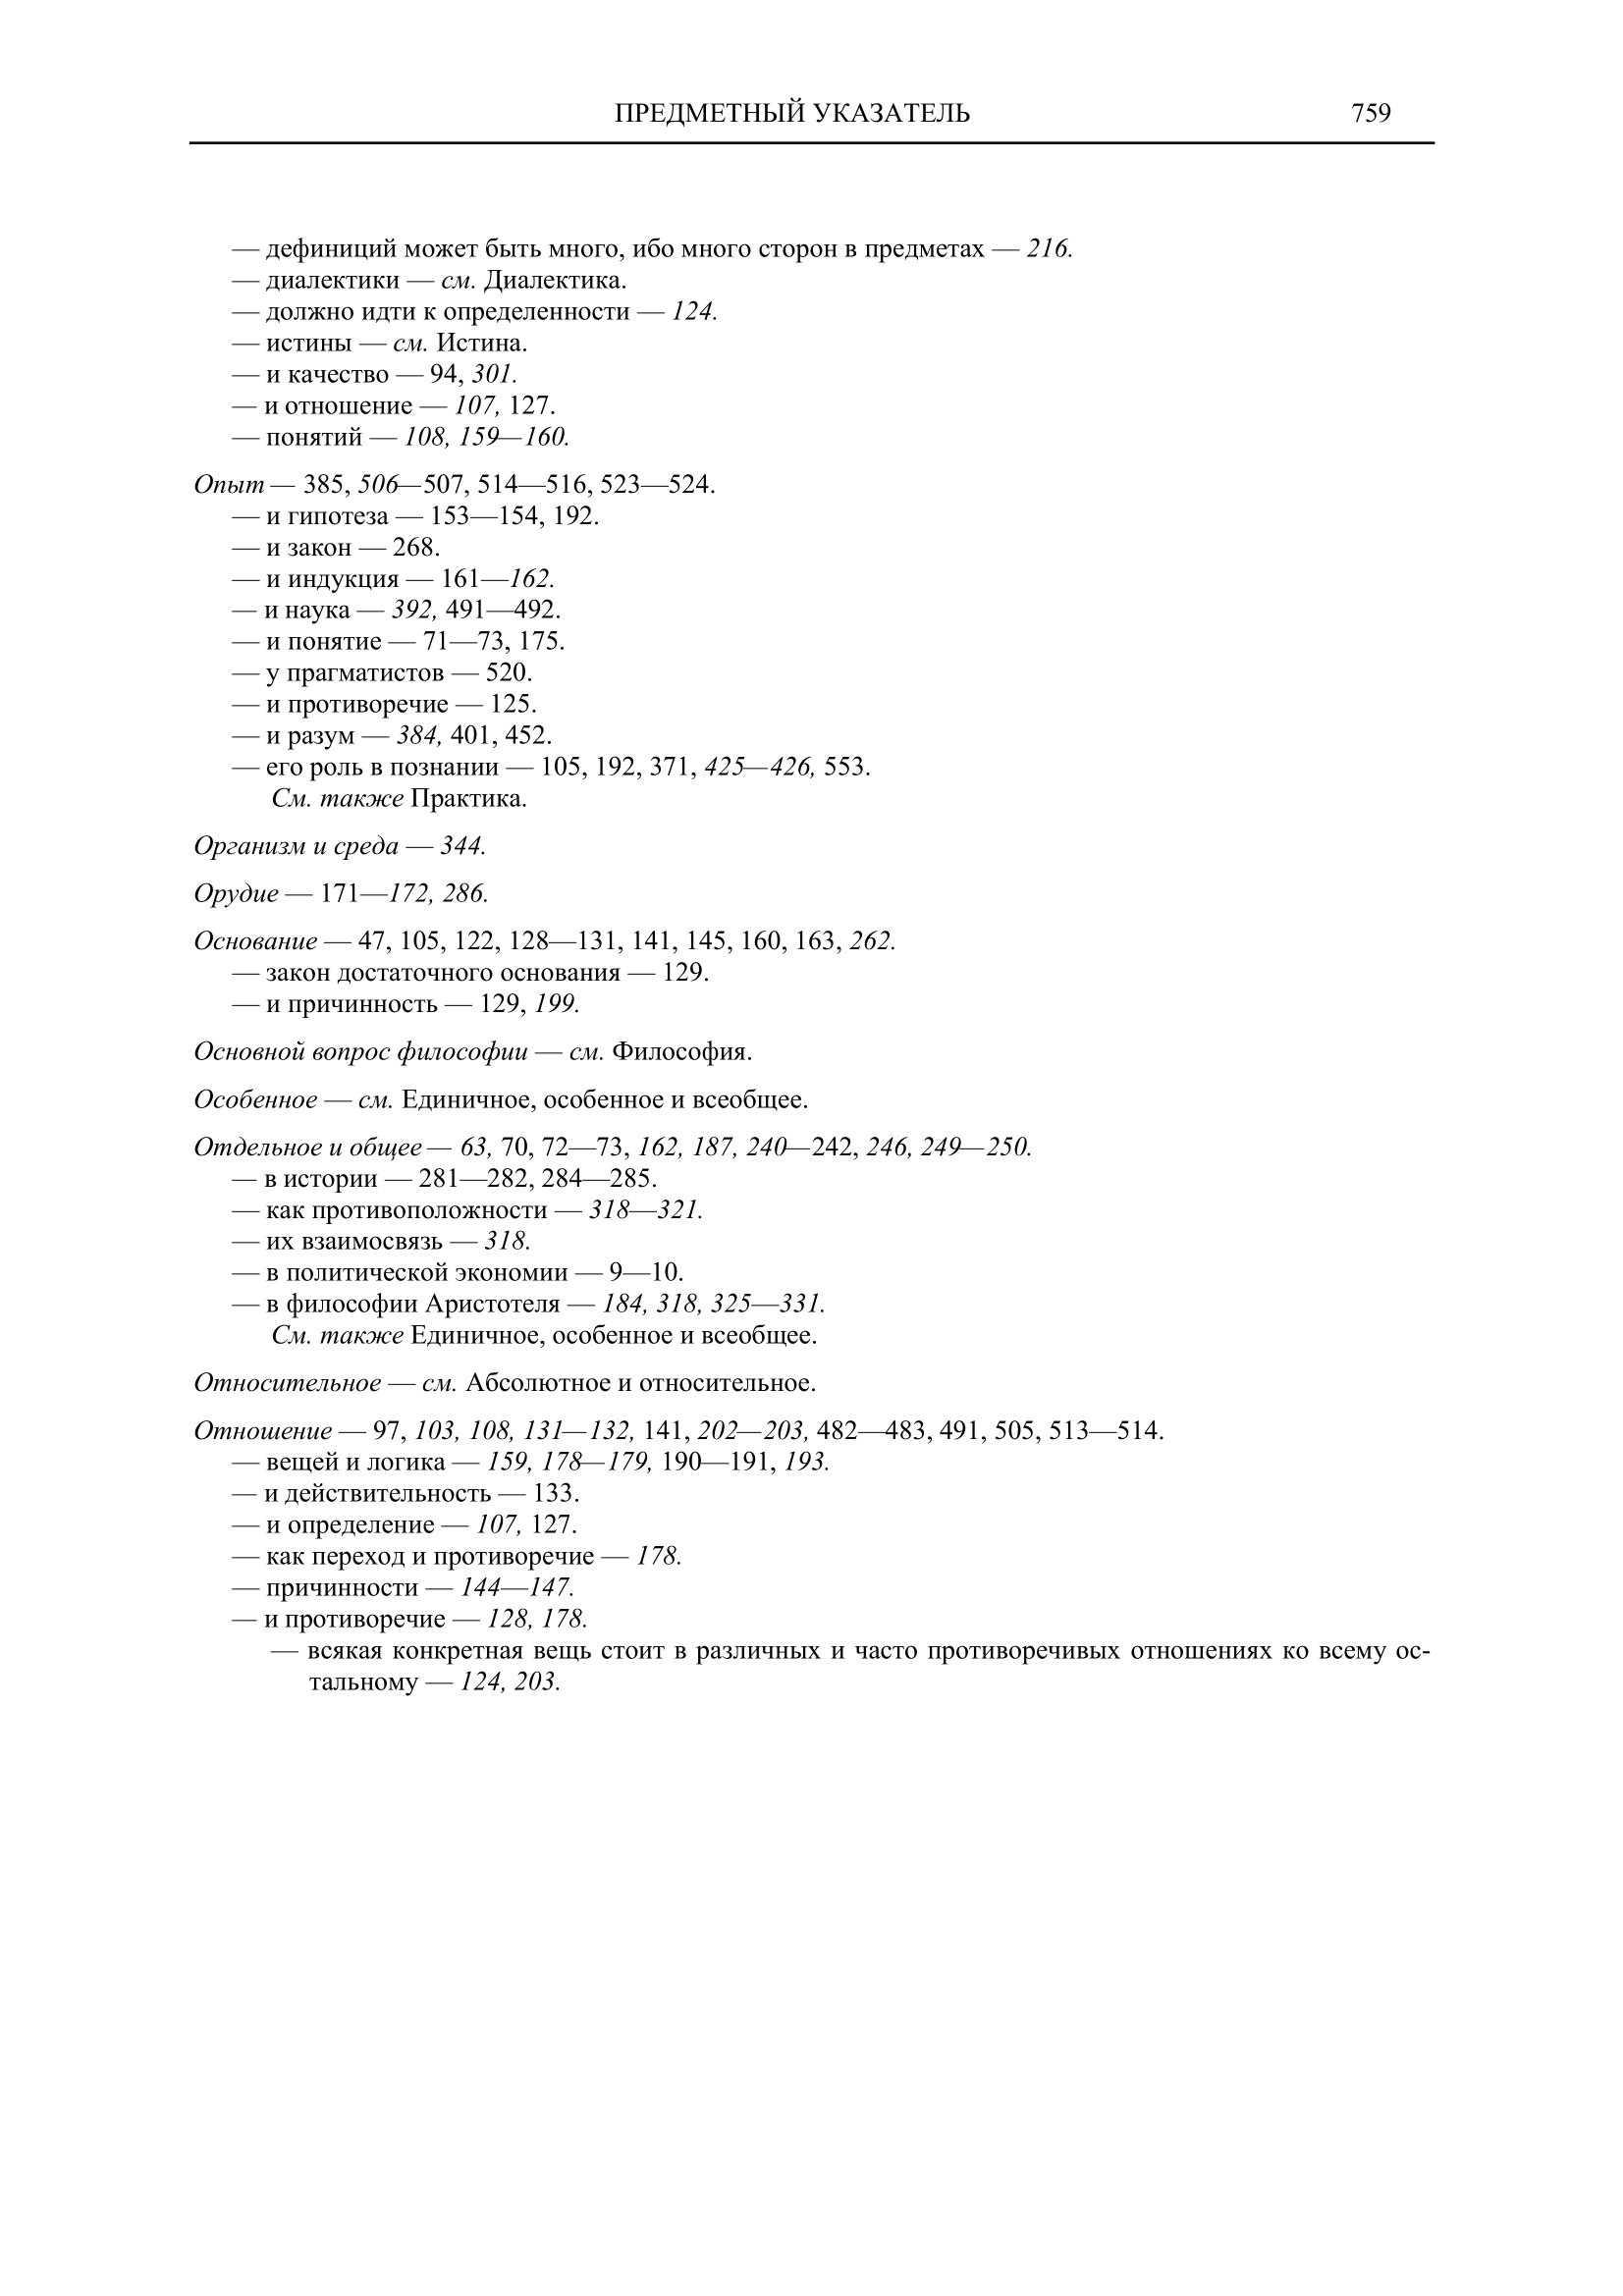 ПРЕДМЕТНЫЙ УКАЗАТЕЛЬ 759
— дефиниций может быть много, ибо много сторон в предметах — 216.
— диалектики — см. Диалектика.
— должно идти к определенности — 124.
— истины — см. Истина.
— и качество — 94, 301.
— и отношение — 107, 127.
— понятий — 108, 159—160.
Опыт — 385, 506—507, 514—516, 523—524.
— и гипотеза — 153—154, 192.
— и закон — 268.
— и индукция — 161—162.
— и наука — 392, 491—492.
— и понятие — 71—73, 175.
— у прагматистов — 520.
— и противоречие — 125.
— и разум — 384, 401, 452.
— его роль в познании — 105, 192, 371, 425—426, 553.
См. также Практика.
Организм и среда — 344.
Орудие — 171—172, 286.
Основание — 47, 105, 122, 128—131, 141, 145, 160, 163, 262.
— закон достаточного основания — 129.
— и причинность — 129, 199.
Основной вопрос философии — см. Философия.
Особенное — см. Единичное, особенное и всеобщее.
Отдельное и общее — 63, 70, 72—73, 162, 187, 240—242, 246, 249—250.
— в истории — 281—282, 284—285.
— как противоположности — 318—321.
— их взаимосвязь — 318.
— в политической экономии — 9—10.
— в философии Аристотеля — 184, 318, 325—331.
См. также Единичное, особенное и всеобщее.
Относительное — см. Абсолютное и относительное.
Отношение — 97, 103, 108, 131—132, 141, 202—203, 482—483, 491, 505, 513—514.
— вещей и логика — 159, 178—179, 190—191, 193.
— и действительность — 133.
— и определение — 107, 127.
— как переход и противоречие — 178.
— причинности — 144—147.
— и противоречие — 128, 178.
— всякая конкретная вещь стоит в различных и часто противоречивых отношениях ко всему ос-
тальному — 124, 203.